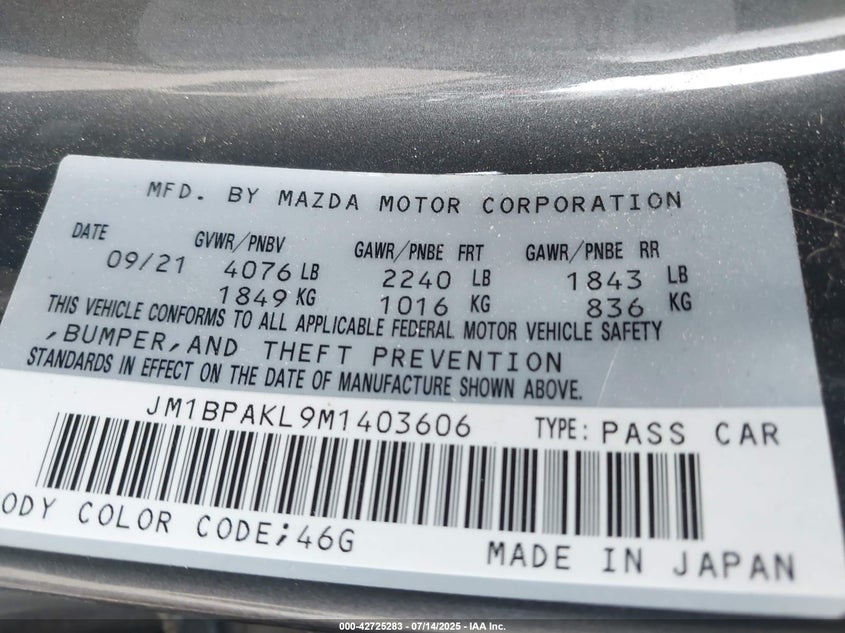 MFD. BY MAZDA MOTOR CORPORATION
DATE GVWR/PNBV GAWR/PNBE FRT GAWR/PNBE RR
09/21 4076 LB 2240 LB 1843 LB
1849 KG 1016 KG 836 KG
THIS VEHICLE CONFORMS TO ALL APPLICABLE FEDERAL MOTOR VEHICLE SAFETY
,BUMPER,AND THEFT PREVENTION
STANDARDS IN EFFECT ON THE DATE OF MANUFACTURE SHOWN ABOVE.
JM1BPAKL9M1403606 TYPE: PASS CAR
ODY COLOR CODE;46G
MADE IN JAPAN
000-42725283 - 07/14/2025 - IAA Inc.